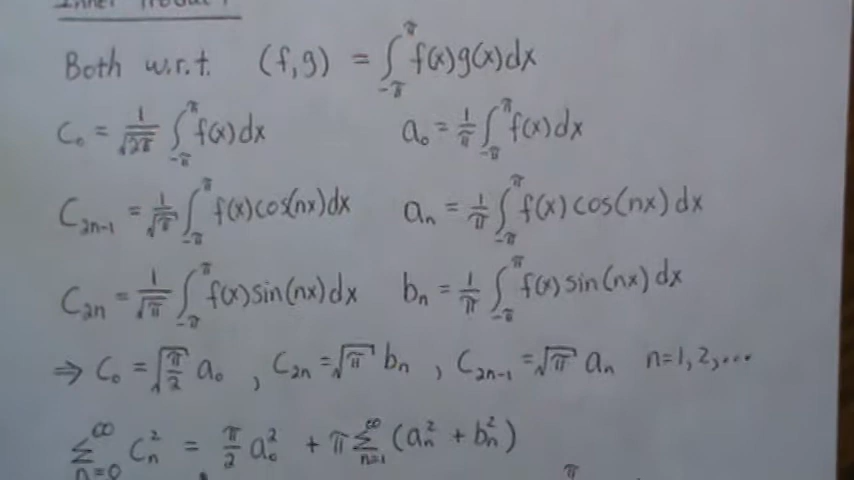 Inner Product
Both w.r.t. (f,g) = ∫_{-π}^{π} f(x)g(x)dx
C₀ = 1/√(2π) ∫_{-π}^{π} f(x)dx    a₀ = 1/π ∫_{-π}^{π} f(x)dx
C_{2n-1} = 1/√π ∫_{-π}^{π} f(x)cos(nx)dx    aₙ = 1/π ∫_{-π}^{π} f(x)cos(nx)dx
C_{2n} = 1/√π ∫_{-π}^{π} f(x)sin(nx)dx    bₙ = 1/π ∫_{-π}^{π} f(x)sin(nx)dx
⇒ C₀ = √(π/2) a₀ , C_{2n} = √π bₙ , C_{2n-1} = √π aₙ    n=1,2,...
∑_{n=0}^{∞} Cₙ² = π/2 a₀² + π ∑_{n=1}^{∞} (aₙ² + bₙ²)
π